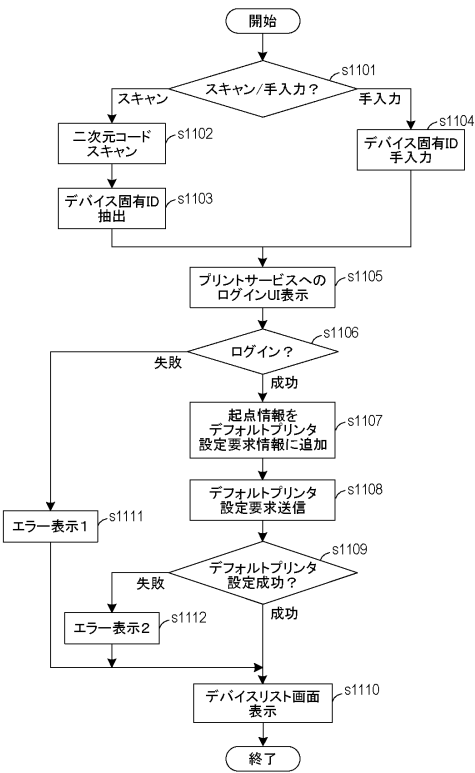 開始
s1101
スキャン/手入力？
スキャン
手入力
s1102
二次元コード
スキャン
s1104
デバイス固有ID
手入力
s1103
デバイス固有ID
抽出
s1105
プリントサービスへの
ログインUI表示
s1106
ログイン？
失敗
成功
s1107
起点情報を
デフォルトプリンタ
設定要求情報に追加
s1108
デフォルトプリンタ
設定要求送信
s1111
エラー表示１
s1109
デフォルトプリンタ
設定成功？
失敗
成功
s1112
エラー表示２
s1110
デバイスリスト画面
表示
終了